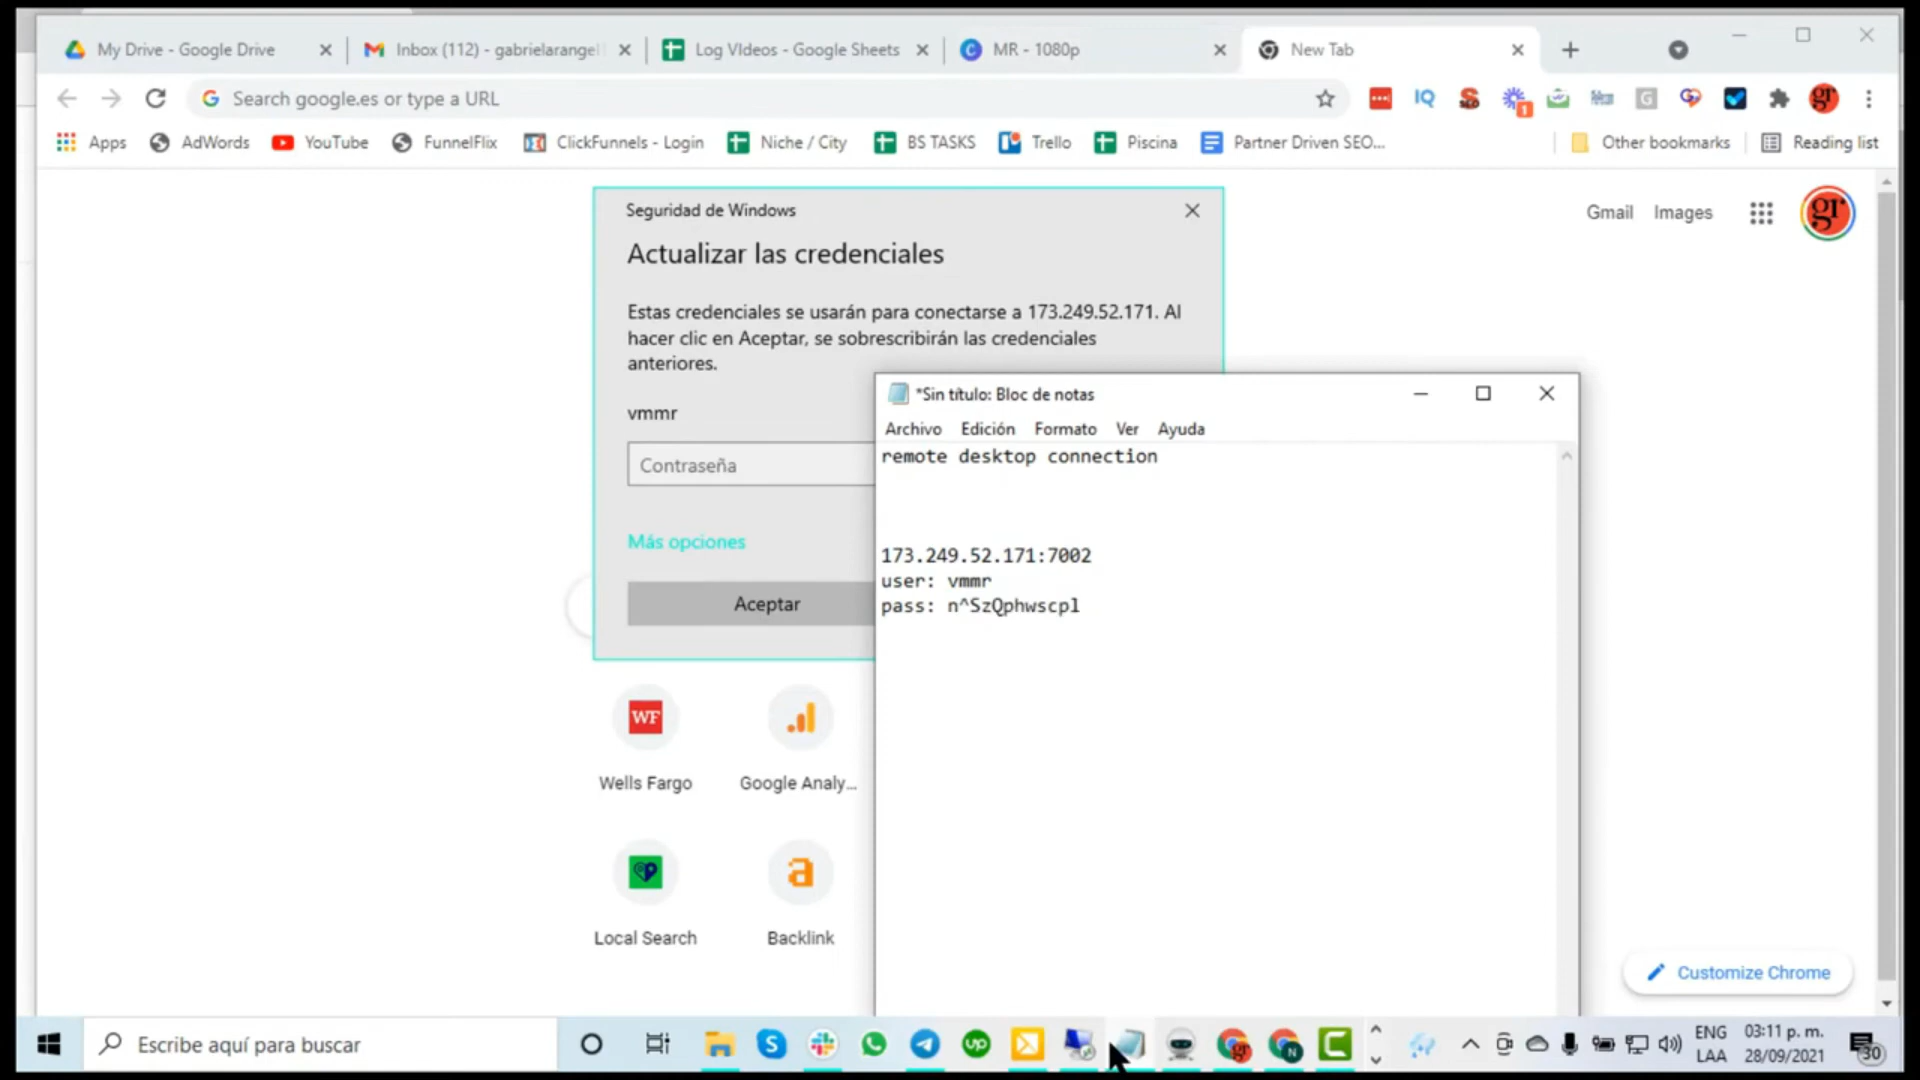 My Drive - Google Drive
Inbox (112) - gabrielarangel
Log VIdeos - Google Sheets
MR - 1080p
New Tab
Search google.es or type a URL
Apps
AdWords
YouTube
FunnelFlix
ClickFunnels - Login
Niche / City
BS TASKS
Trello
Piscina
Partner Driven SEO...
Other bookmarks
Reading list
Gmail
Images
gr
Seguridad de Windows
Actualizar las credenciales
Estas credenciales se usarán para conectarse a 173.249.52.171. Al
hacer clic en Aceptar, se sobrescribirán las credenciales
anteriores.
vmmr
Contraseña
Más opciones
Aceptar
*Sin título: Bloc de notas
Archivo Edición Formato Ver Ayuda
remote desktop connection
173.249.52.171:7002
user: vmmr
pass: n^SzQphwscpl
WF
Wells Fargo
Google Analy...
Local Search
Backlink
Customize Chrome
Escribe aquí para buscar
ENG
LAA
03:11 p. m.
28/09/2021
30